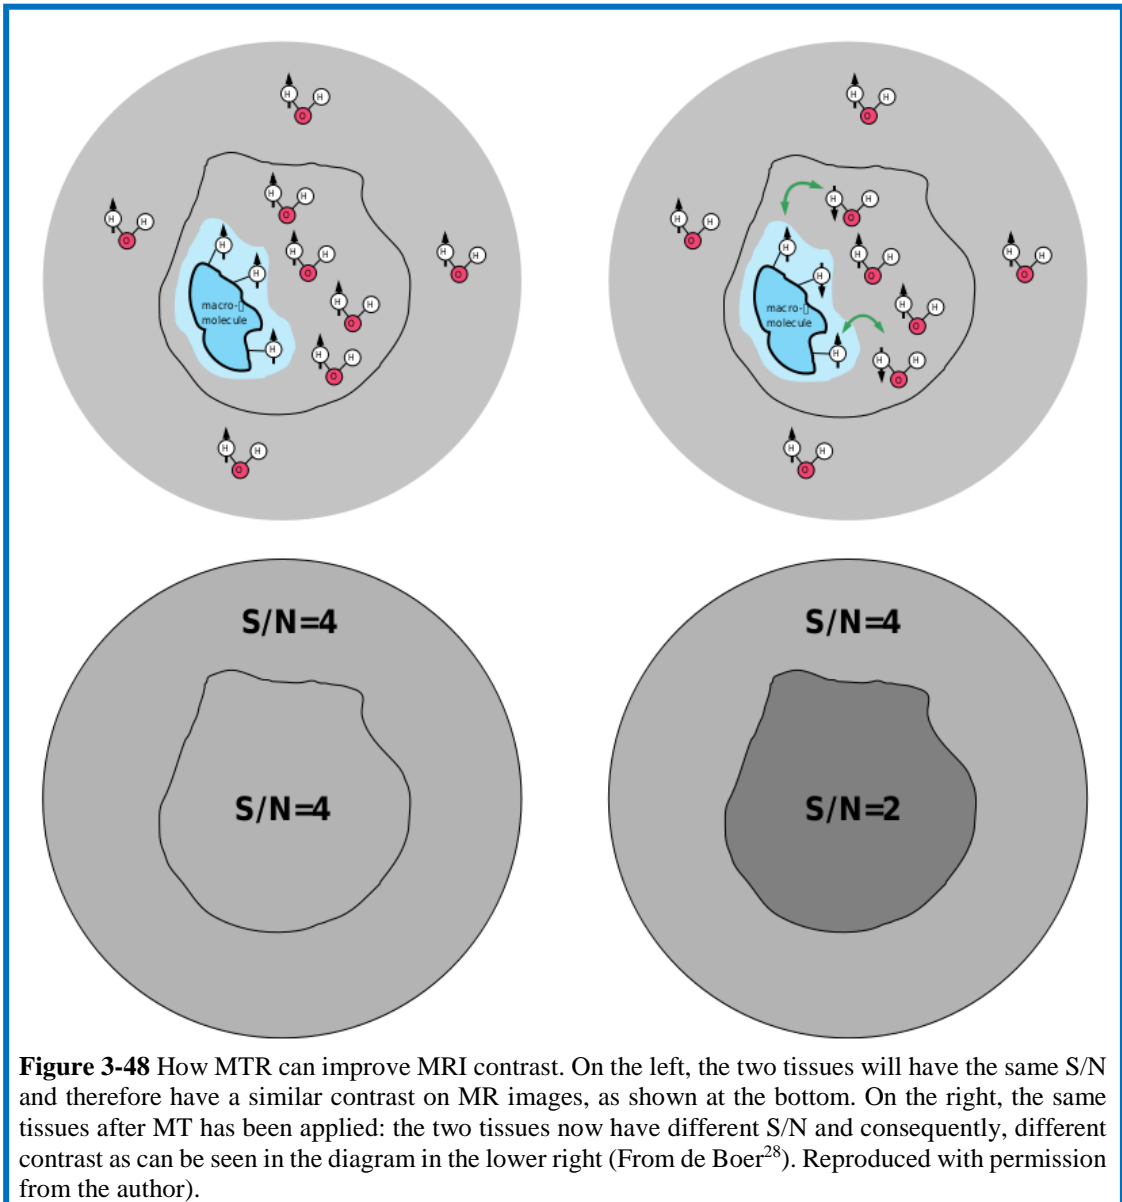 H H
O
H H
O
H H
O
H
H H
O
H H
O
H
macro-▯
molecule
H H
O
H
H H
O
H H
O
H H
O
H H
O
H H
O
H
H H
O
H H
O
H
macro-▯
molecule
H H
O
H
H H
O
H H
O
S/N=4
S/N=4
S/N=4
S/N=2
Figure 3-48 How MTR can improve MRI contrast. On the left, the two tissues will have the same S/N
and therefore have a similar contrast on MR images, as shown at the bottom. On the right, the same
tissues after MT has been applied: the two tissues now have different S/N and consequently, different
contrast as can be seen in the diagram in the lower right (From de Boer²⁸). Reproduced with permission
from the author).